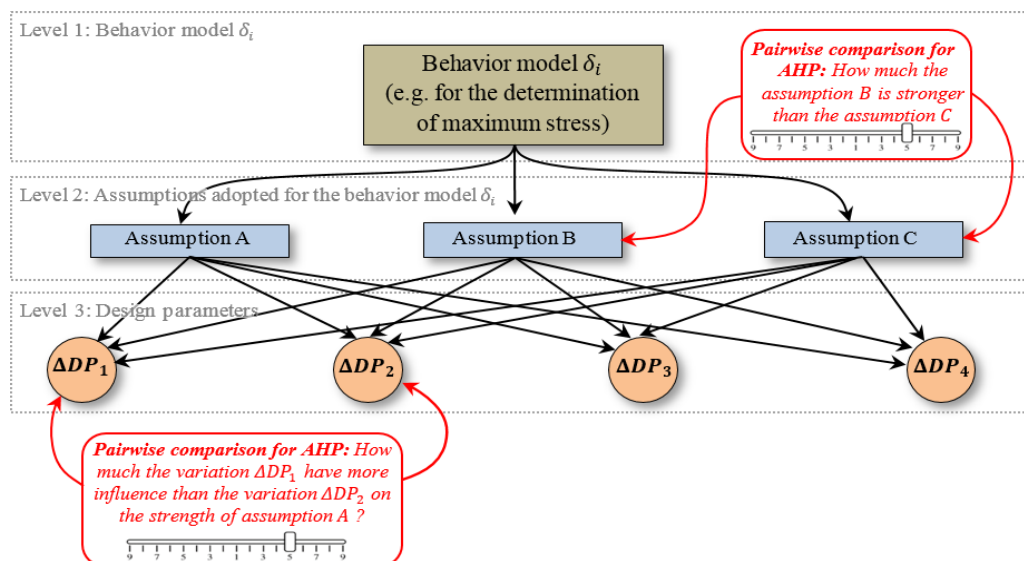 Level 1: Behavior model δᵢ
Behavior model δᵢ
(e.g. for the determination
of maximum stress)
Pairwise comparison for
AHP: How much the
assumption B is stronger
than the assumption C
9 7 5 3 1 3 5 7 9
Level 2: Assumptions adopted for the behavior model δᵢ
Assumption A
Assumption B
Assumption C
Level 3: Design parameters
ΔDP₁
ΔDP₂
ΔDP₃
ΔDP₄
Pairwise comparison for AHP: How
much the variation ΔDP₁ have more
influence than the variation ΔDP₂ on
the strength of assumption A ?
9 7 5 3 1 3 5 7 9